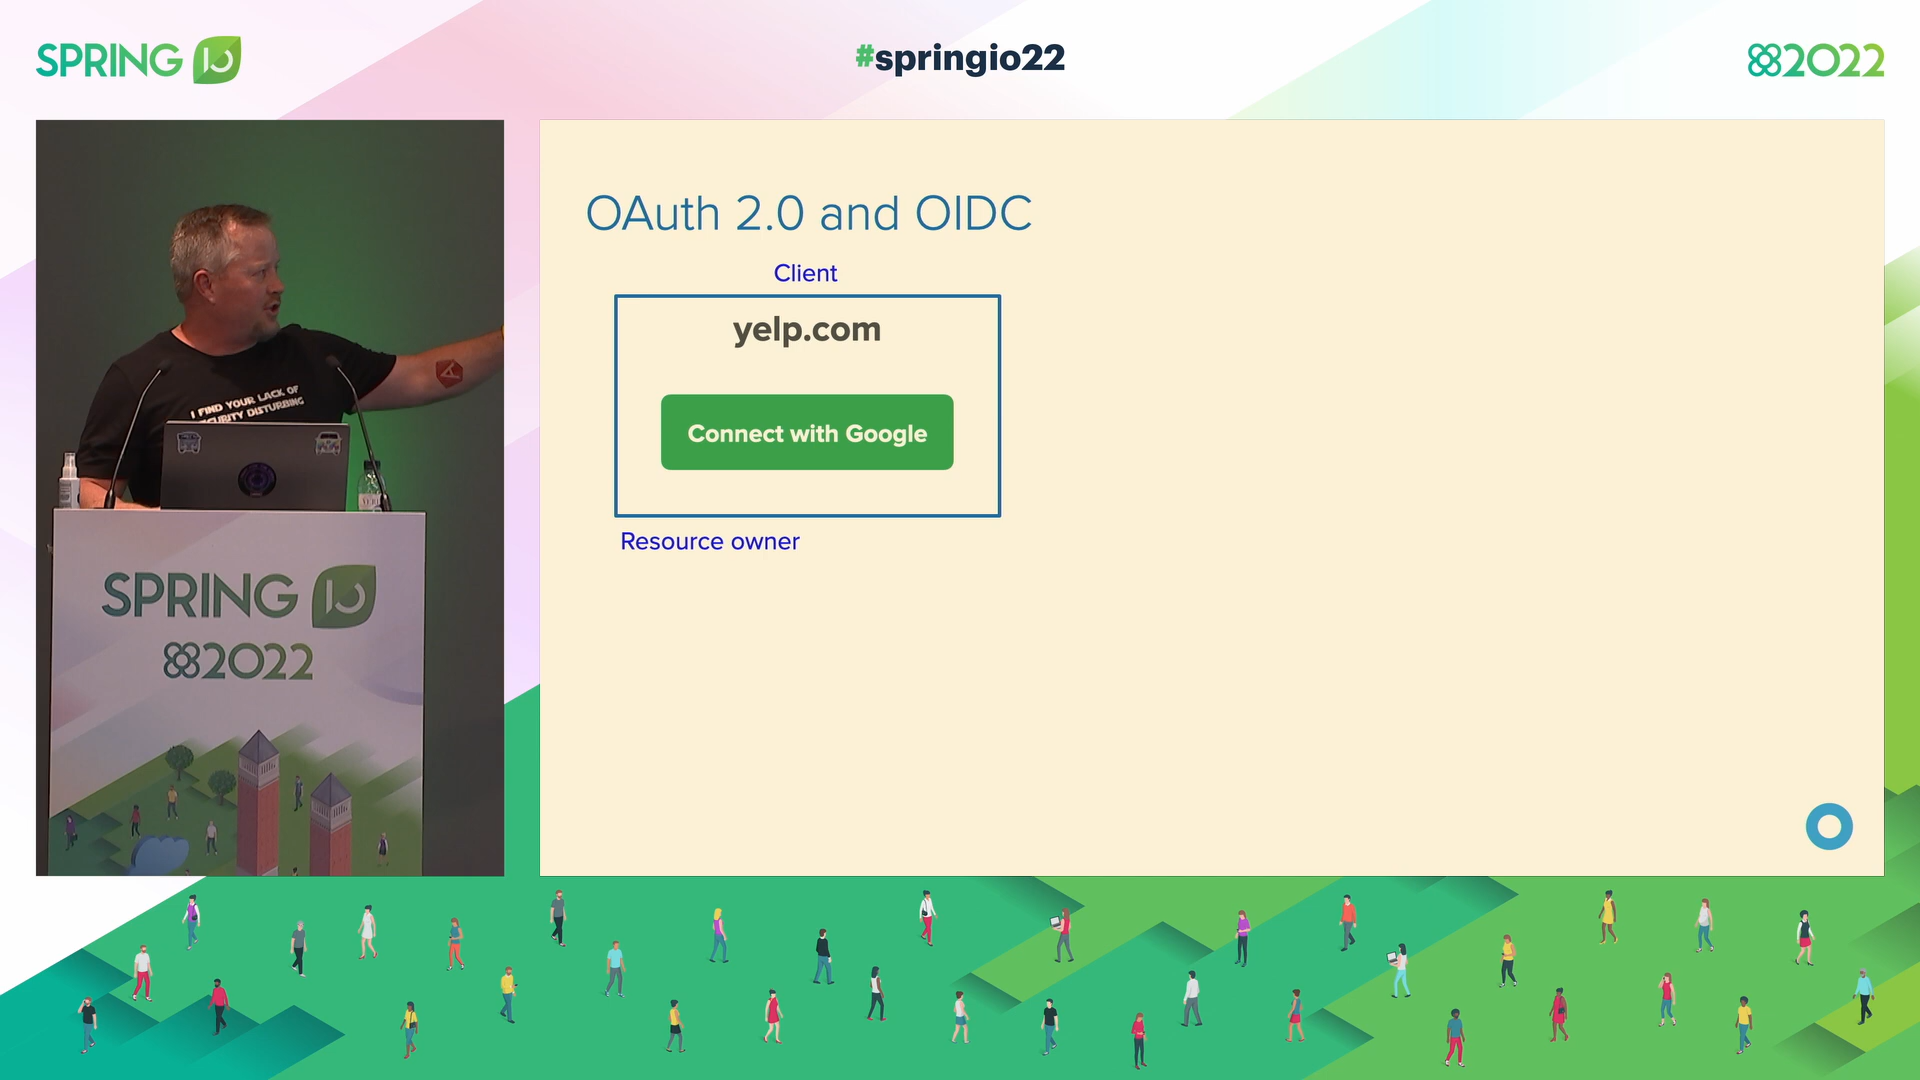 SPRING IO
#springio22
2022
I FIND YOUR LACK OF
SECURITY DISTURBING
SPRING IO
2022
OAuth 2.0 and OIDC
Client
yelp.com
Connect with Google
Resource owner